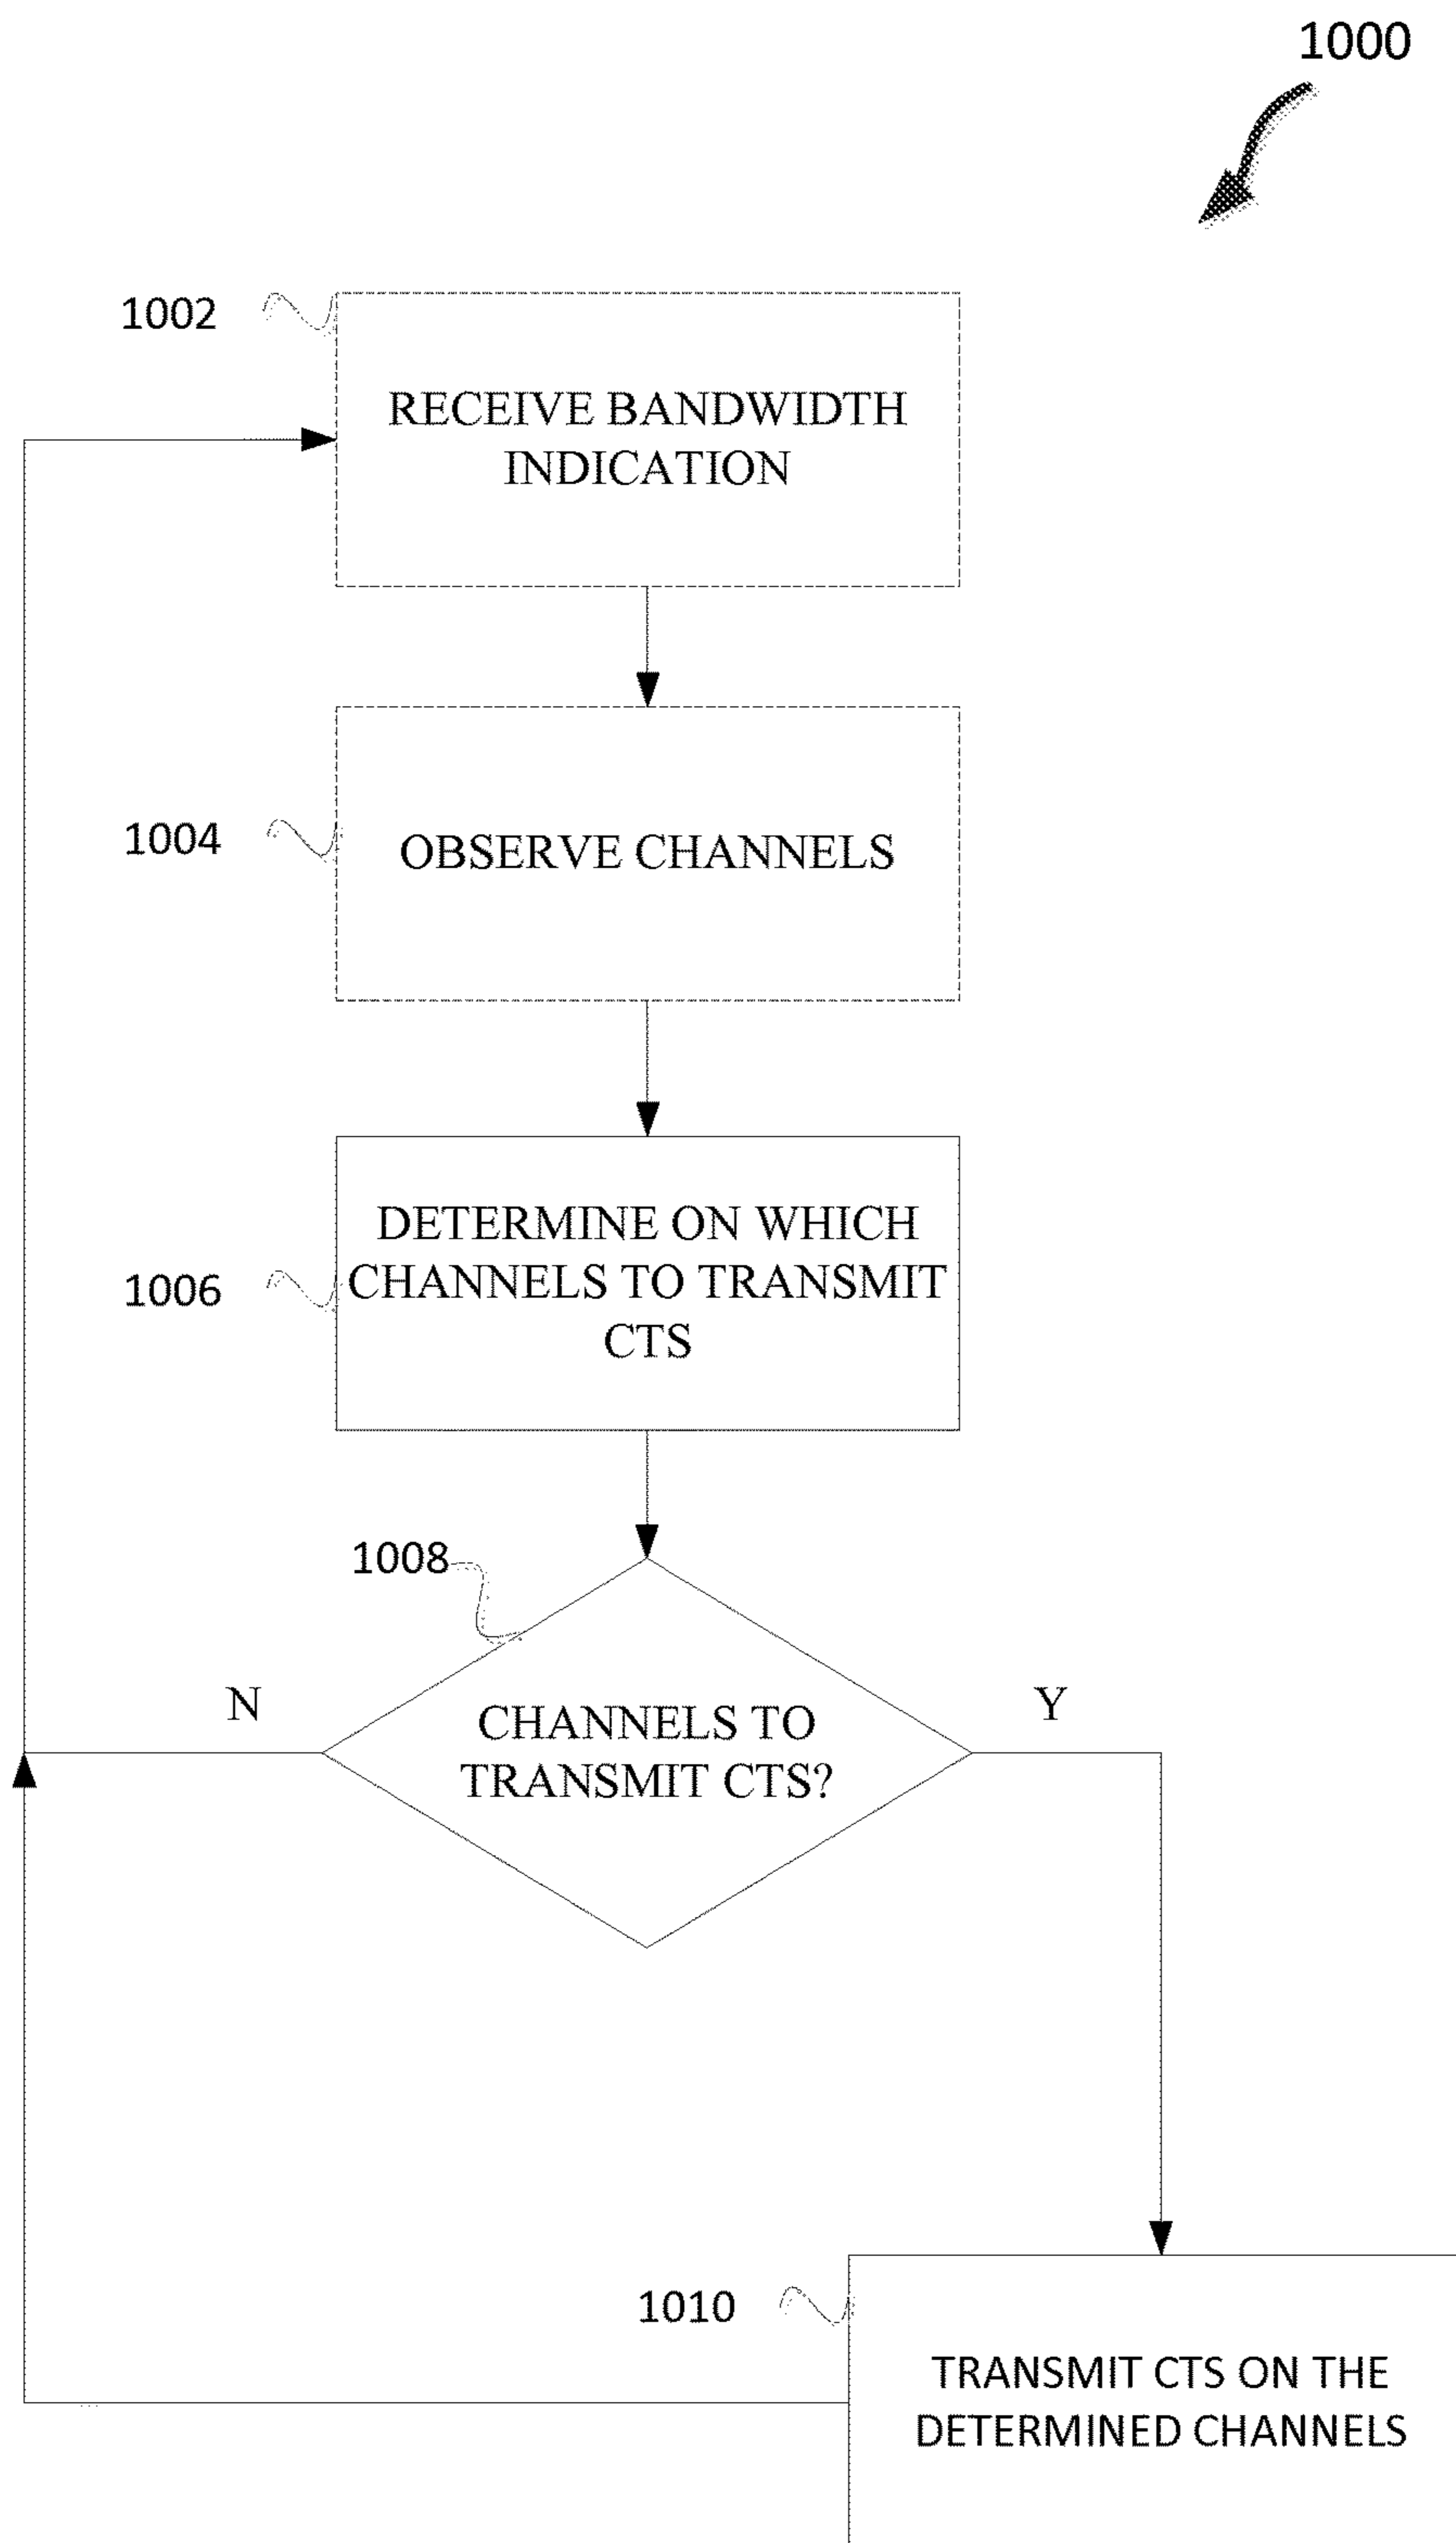 1000
1002
RECEIVE BANDWIDTH
INDICATION
1004
OBSERVE CHANNELS
1006
DETERMINE ON WHICH
CHANNELS TO TRANSMIT
CTS
1008
N
Y
CHANNELS TO
TRANSMIT CTS?
1010
TRANSMIT CTS ON THE
DETERMINED CHANNELS